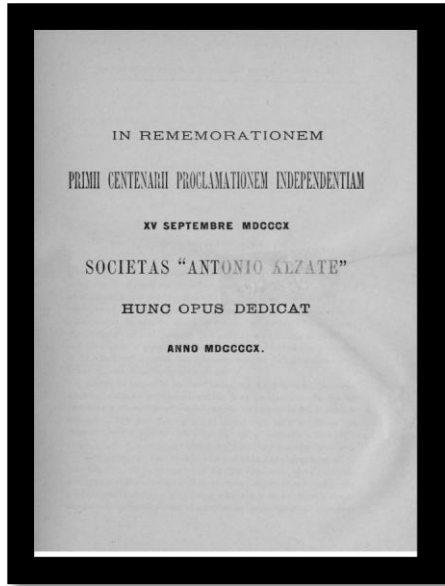 IN REMEMORATIONEM
PRIMII CENTENARII PROCLAMATIONEM INDEPENDENTIAM
XV SEPTEMBRE MDCCCX
SOCIETAS "ANTONIO ALZATE"
HUNC OPUS DEDICAT
ANNO MDCCCCX.